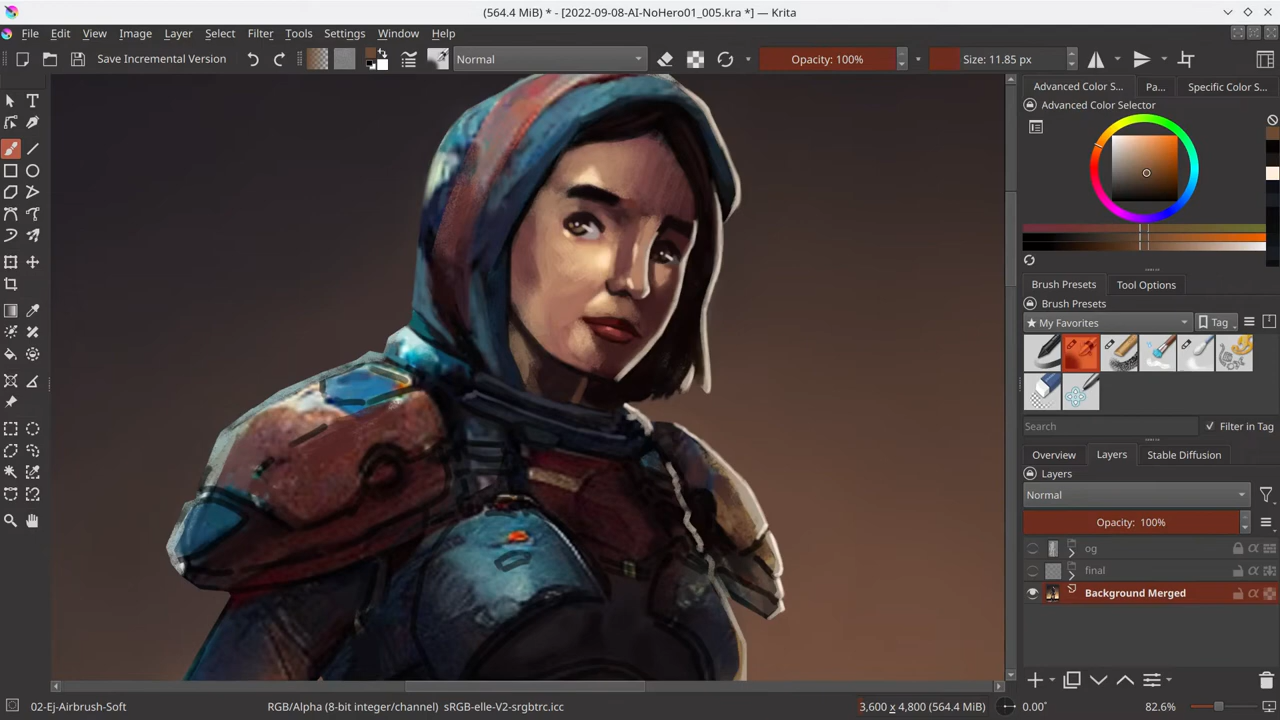 (564.4 MiB) * - [2022-09-08-AI-NoHero01_005.kra *] — Krita
File Edit View Image Layer Select Filter Tools Settings Window Help
Save Incremental Version
Normal
Opacity: 100%
Size: 11.85 px
Advanced Color S...
Pa...
Specific Color S...
Advanced Color Selector
Brush Presets
Tool Options
Brush Presets
★ My Favorites
Tag
Search
Filter in Tag
Overview
Layers
Stable Diffusion
Layers
Normal
Opacity: 100%
og
final
Background Merged
02-Ej-Airbrush-Soft
RGB/Alpha (8-bit integer/channel) sRGB-elle-V2-srgbtrc.icc
3,600 x 4,800 (564.4 MiB)
0.00°
82.6%